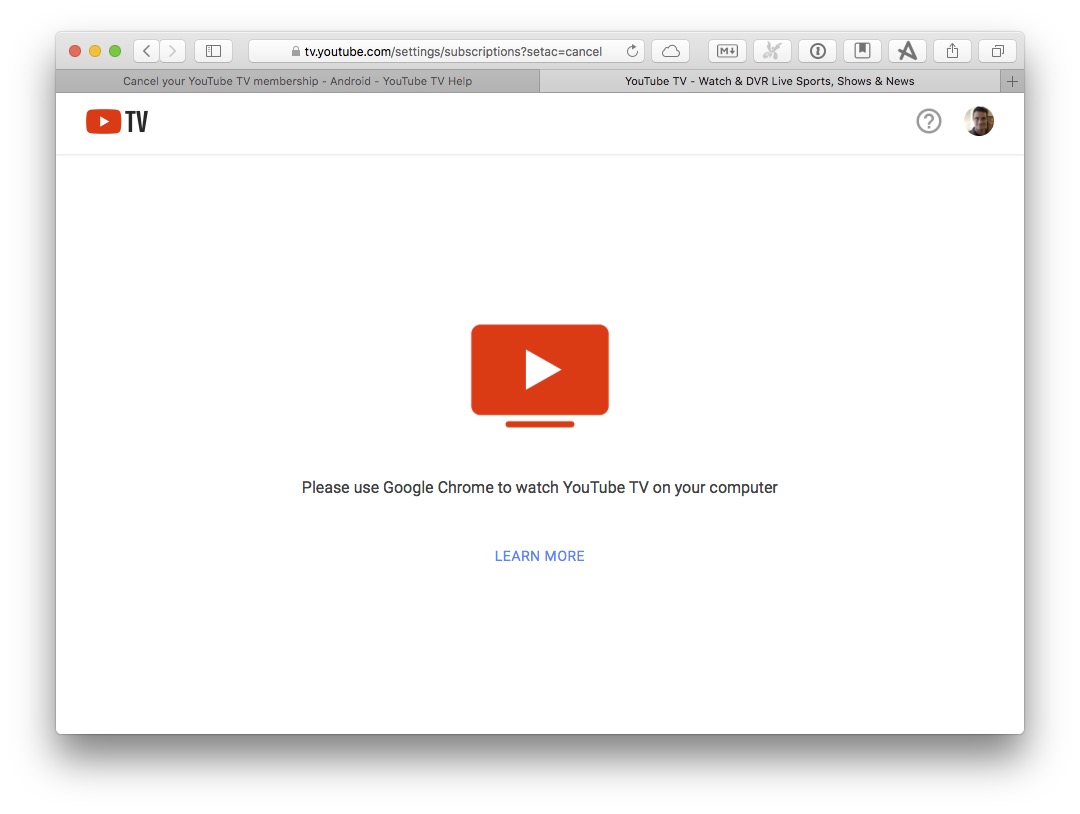 tv.youtube.com/settings/subscriptions?setac=cancel
M
Cancel your YouTube TV membership - Android - YouTube TV Help
YouTube TV - Watch & DVR Live Sports, Shows & News
TV
?
Please use Google Chrome to watch YouTube TV on your computer
LEARN MORE